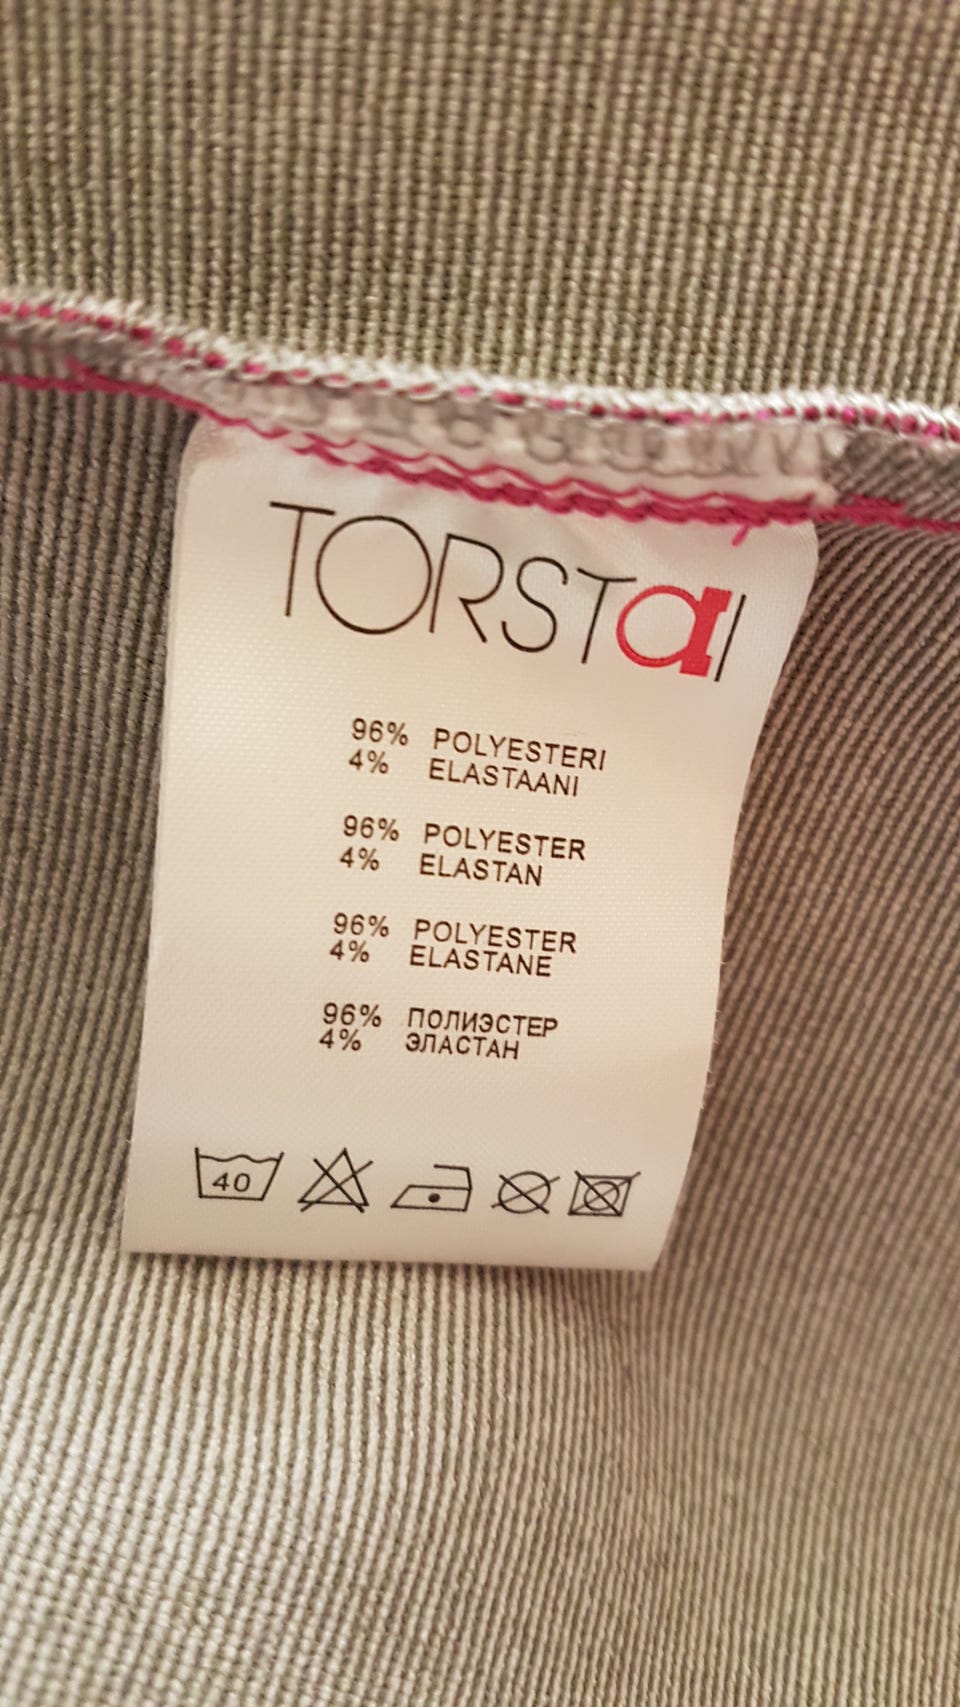 TORSTaI
96% POLYESTERI
4% ELASTAANI
96% POLYESTER
4% ELASTAN
96% POLYESTER
4% ELASTANE
96% ПОЛИЭСТЕР
4% ЭЛАСТАН
40